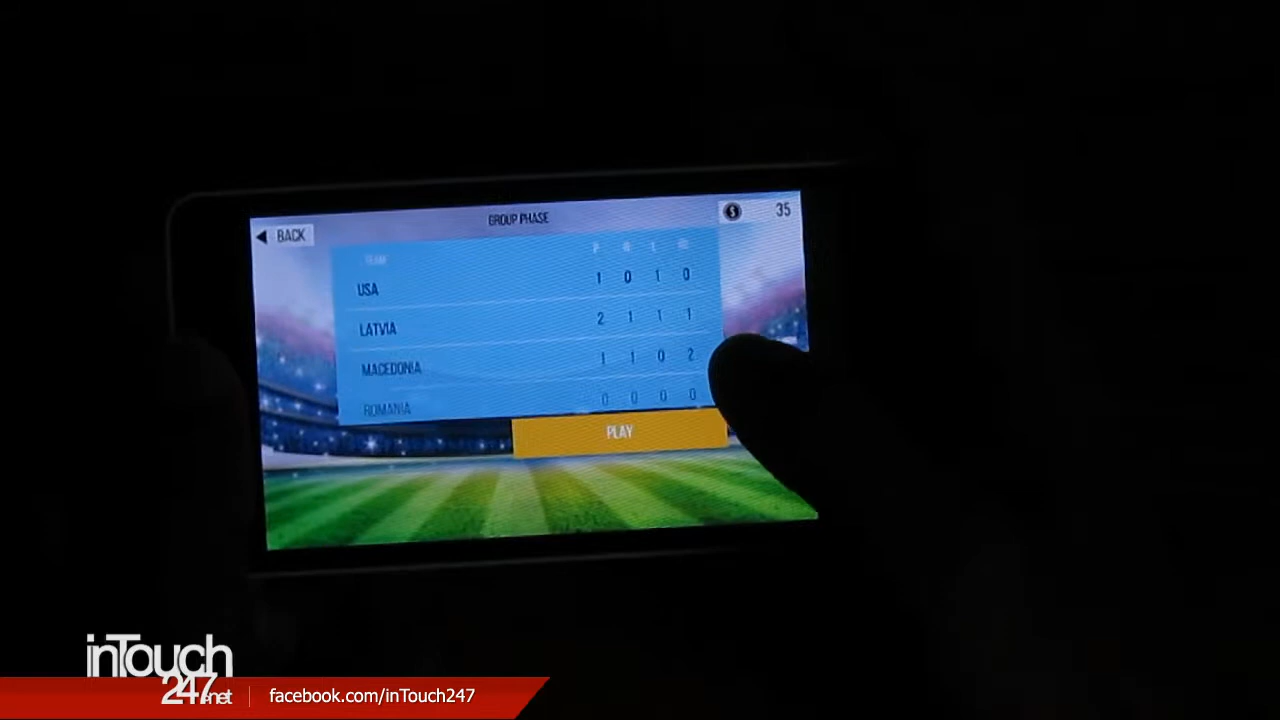 BACK
GROUP PHASE
35
TEAM
USA 1 0 1 0
LATVIA 2 1 1 1
MACEDONIA 1 1 0 2
ROMANIA 0 0 0 0
PLAY
inTouch
247.net
facebook.com/inTouch247